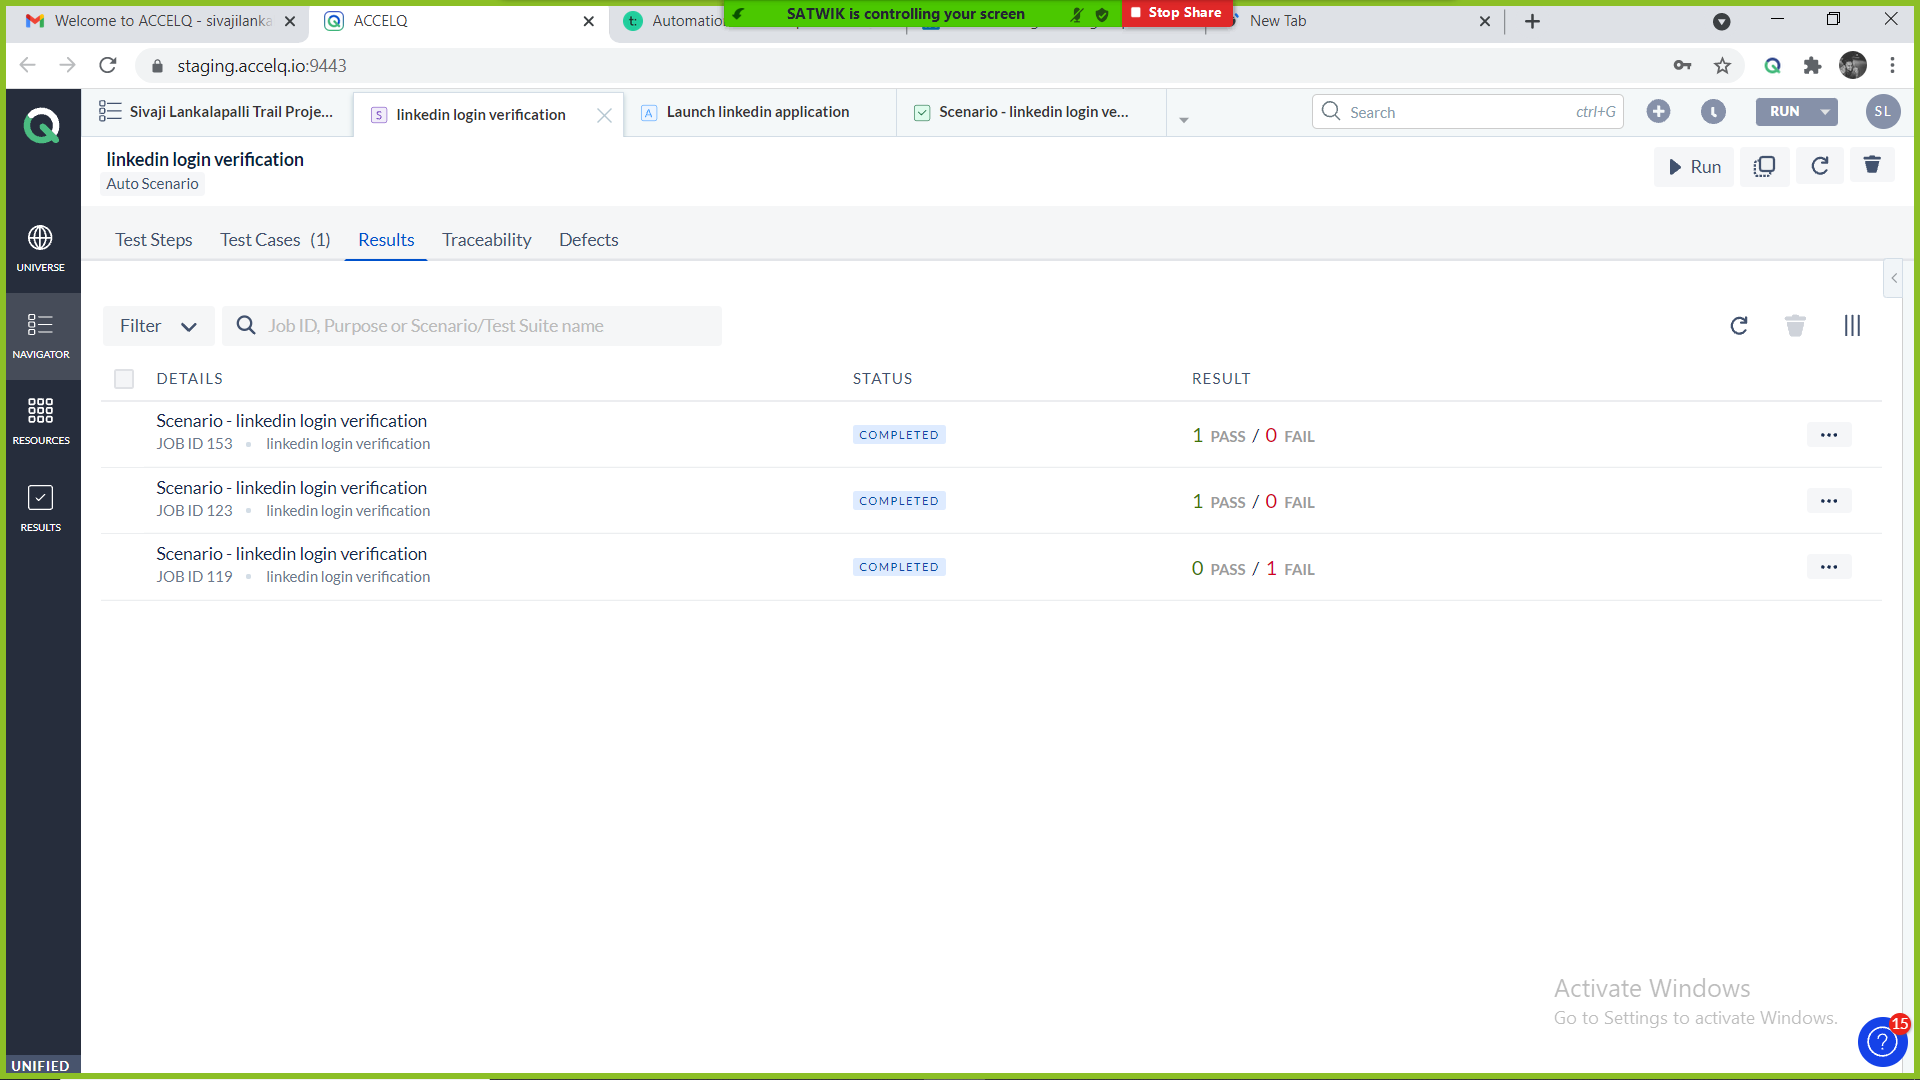 Welcome to ACCELQ - sivajilanka
ACCELQ
Automatio
SATWIK is controlling your screen
Stop Share
New Tab
staging.accelq.io:9443
Sivaji Lankalapalli Trail Proje...
S linkedin login verification
A Launch linkedin application
Scenario - linkedin login ve...
Search ctrl+G
RUN
SL
linkedin login verification
Auto Scenario
Run
Test Steps Test Cases (1) Results Traceability Defects
UNIVERSE
NAVIGATOR
RESOURCES
RESULTS
UNIFIED
Filter
Job ID, Purpose or Scenario/Test Suite name
DETAILS STATUS RESULT
Scenario - linkedin login verification
JOB ID 153 linkedin login verification
COMPLETED
1 PASS / 0 FAIL
Scenario - linkedin login verification
JOB ID 123 linkedin login verification
COMPLETED
1 PASS / 0 FAIL
Scenario - linkedin login verification
JOB ID 119 linkedin login verification
COMPLETED
0 PASS / 1 FAIL
Activate Windows
Go to Settings to activate Windows.
15
?